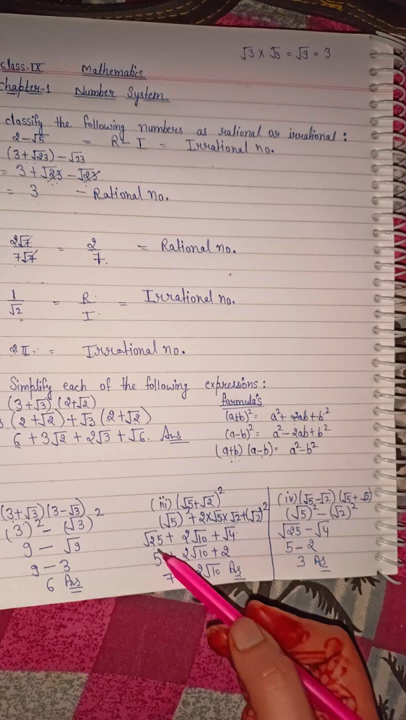 √3 × √3 = √9 = 3
class-IX Mathematics
chapter-1 Number System
classify the following numbers as rational or irrational:
2-√5 = R-I = Irrational no.
(3+√23)-√23
= 3+√23-√23
= 3 - Rational no.
2√7/7√7 = 2/7 = Rational no.
1/√2 = R/I = Irrational no.
2π = Irrational no.
Simplify each of the following expressions:
(3+√3)(2+√2)
3(2+√2)+√3(2+√2)
6+3√2+2√3+√6. Ans
formula's
(a+b)² = a²+2ab+b²
(a-b)² = a²-2ab+b²
(a+b)(a-b) = a²-b²
(3+√3)(3-√3)
(3)²-(√3)²
9-√9
9-3
6 Ans
(iii) (√5+√2)²
(√5)²+2×√5×√2+(√2)²
√25+2√10+√4
5+2√10+2
7 2√10 Ans
(iv) (√5-√2)(√5+√2)
(√5)²-(√2)²
√25-√4
5-2
3 Ans